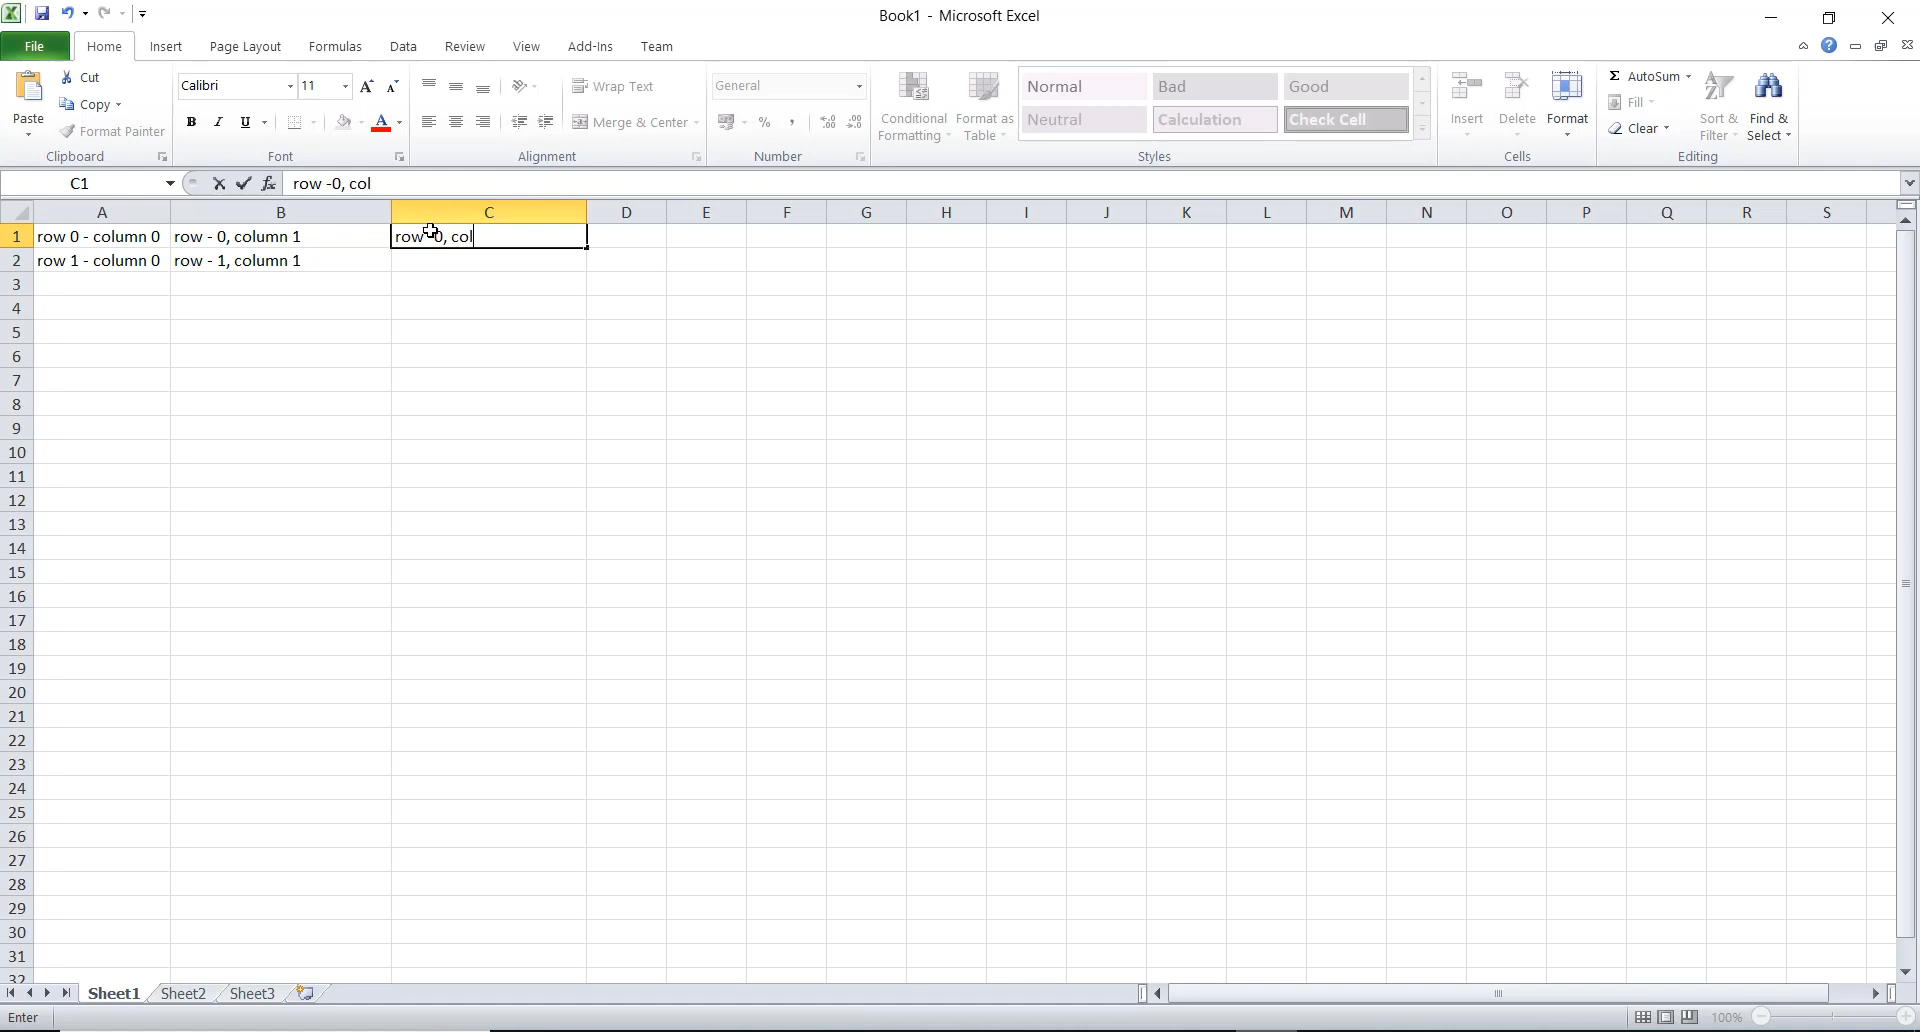 Book1 - Microsoft Excel
File Home Insert Page Layout Formulas Data Review View Add-Ins Team
Paste
Cut
Copy
Format Painter
Clipboard
Calibri 11
B I U
Font
Wrap Text
Merge & Center
Alignment
General
%
Number
Conditional Formatting
Format as Table
Normal Bad Good
Neutral Calculation Check Cell
Styles
Insert Delete Format
Cells
AutoSum
Fill
Clear
Sort & Filter
Find & Select
Editing
C1 fx row -0, col
A B C D E F G H I J K L M N O P Q R S
1 row 0 - column 0 row - 0, column 1 row -0, col
2 row 1 - column 0 row - 1, column 1
3
4
5
6
7
8
9
10
11
12
13
14
15
16
17
18
19
20
21
22
23
24
25
26
27
28
29
30
31
32
Sheet1 Sheet2 Sheet3
Enter 100%